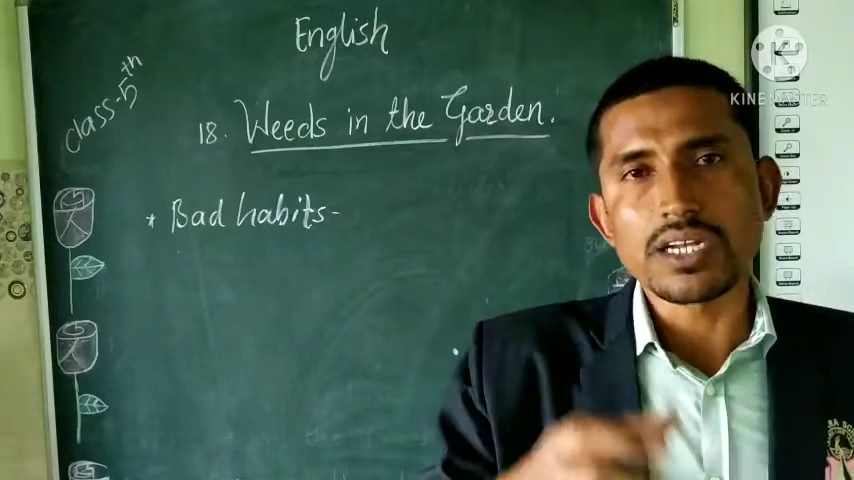 English
class-5th
18. Weeds in the Garden.
* Bad habits-
KINEMASTER